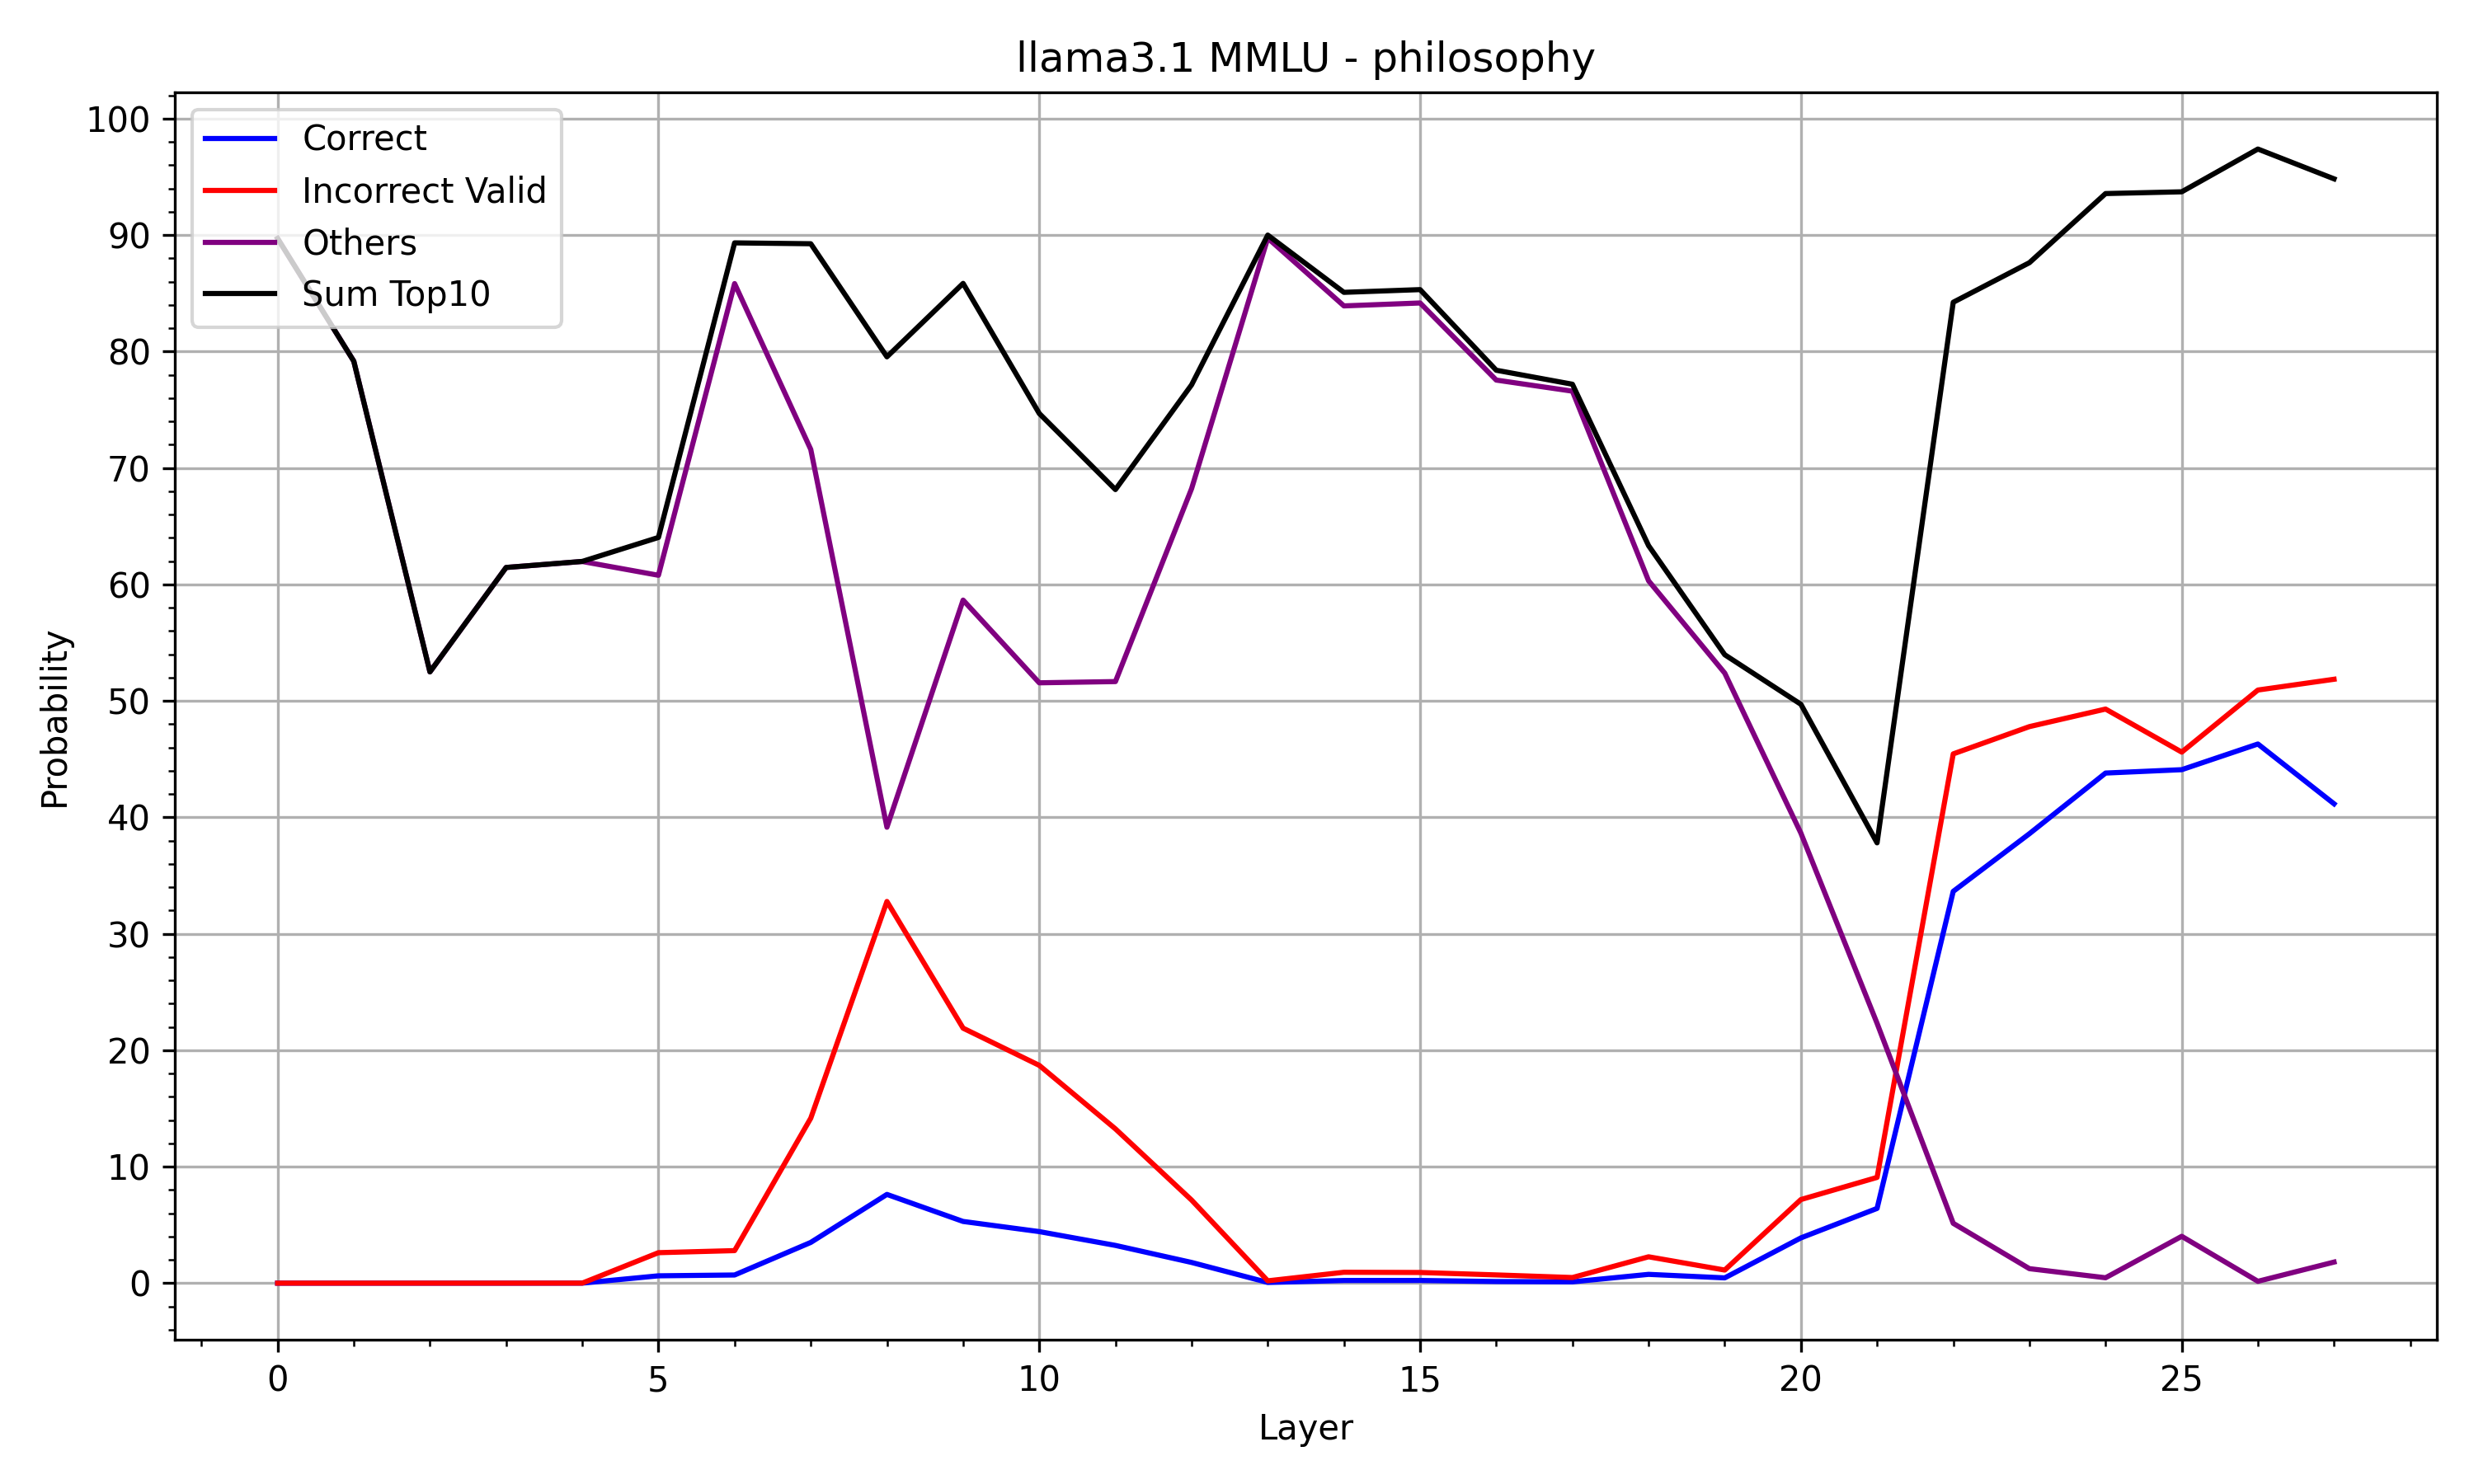 llama3.1 MMLU - philosophy
Correct
Incorrect Valid
Others
Sum Top10
100
90
80
70
60
50
40
30
20
10
0
Probability
0 5 10 15 20 25
Layer